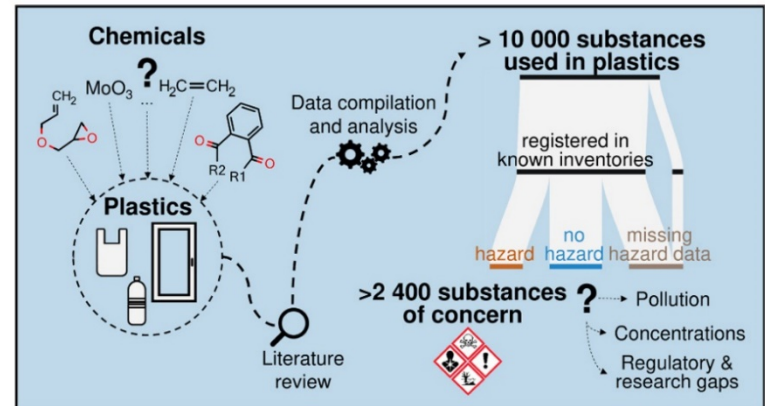 Chemicals
?
MoO₃
...
H₂C=CH₂
CH₂
O
O
O
O
R2
R1
Plastics
Literature
review
Data compilation
and analysis
> 10 000 substances
used in plastics
registered in
known inventories
hazard
no
hazard
missing
hazard data
>2 400 substances
of concern
?
Pollution
Concentrations
Regulatory &
research gaps
!